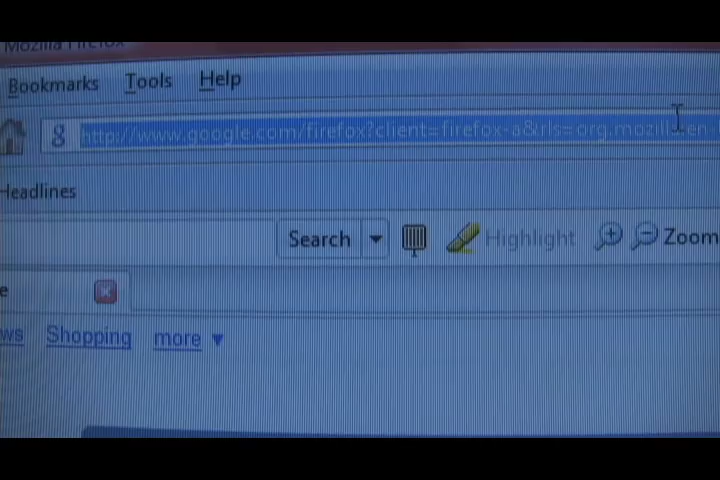 Mozilla Firefox
Bookmarks Tools Help
g http://www.google.com/firefox?client=firefox-a&rls=org.mozilla:en-
Headlines
Search Highlight Zoom
e
ws Shopping more ▼